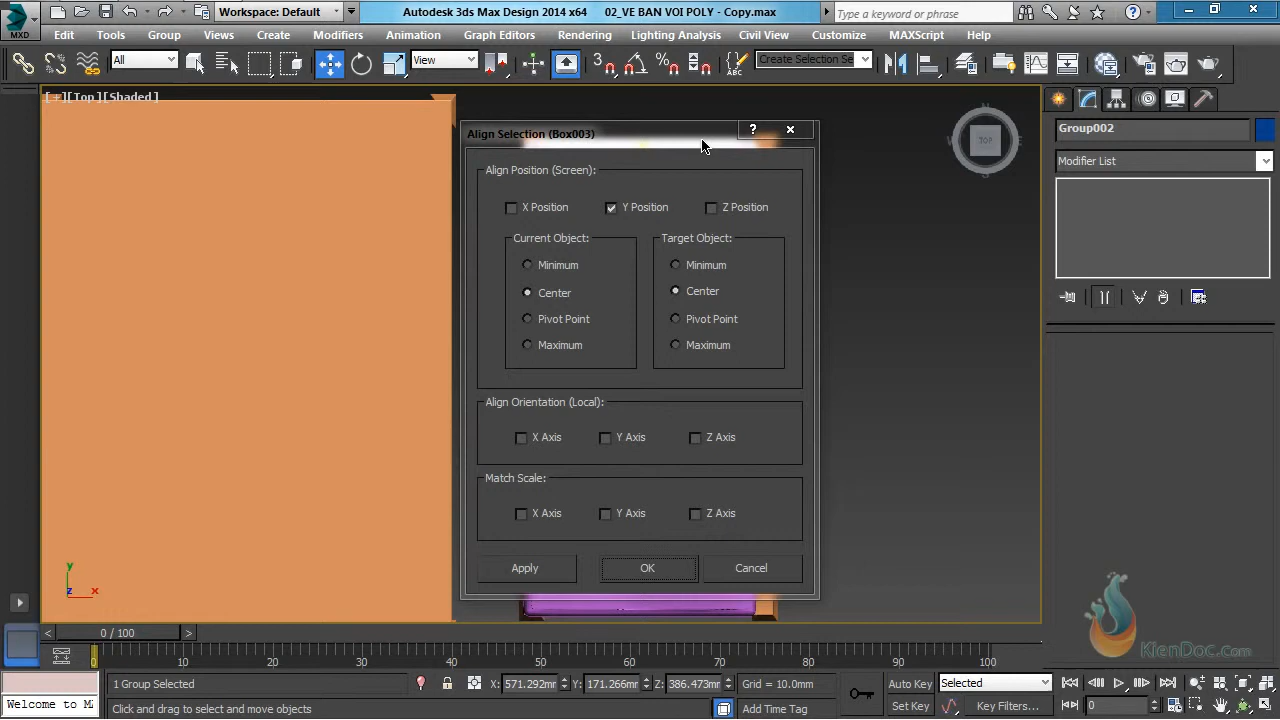 Workspace: Default
Autodesk 3ds Max Design 2014 x64 02_VE BAN VOI POLY - Copy.max
Type a keyword or phrase
MXD
Edit Tools Group Views Create Modifiers Animation Graph Editors Rendering Lighting Analysis Civil View Customize MAXScript Help
All
View
Create Selection Se
[+][Top][Shaded]
Align Selection (Box003)
Align Position (Screen):
X Position Y Position Z Position
Current Object: Target Object:
Minimum Minimum
Center Center
Pivot Point Pivot Point
Maximum Maximum
Align Orientation (Local):
X Axis Y Axis Z Axis
Match Scale:
X Axis Y Axis Z Axis
Apply OK Cancel
N
W TOP E
S
Group002
Modifier List
y
z x
KienDoc.Com
< 0 / 100 >
0 10 20 30 40 50 60 70 80 90 100
1 Group Selected X: 571.292mm Y: 171.266mm Z: 386.473mm Grid = 10.0mm Auto Key Selected
Welcome to M Click and drag to select and move objects Add Time Tag Set Key Key Filters... 0